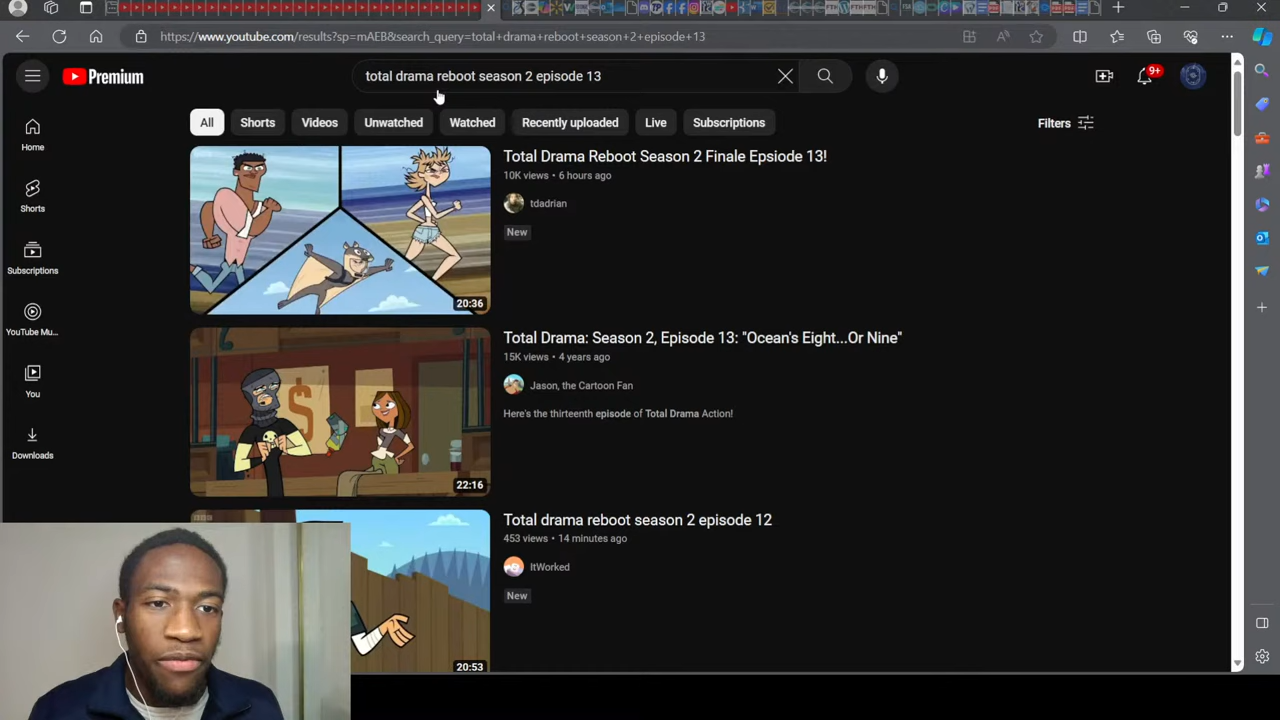 https://www.youtube.com/results?sp=mAEB&search_query=total+drama+reboot+season+2+episode+13
Premium
total drama reboot season 2 episode 13
9+
All
Shorts
Videos
Unwatched
Watched
Recently uploaded
Live
Subscriptions
Filters
Home
Shorts
Subscriptions
YouTube Mu...
You
Downloads
20:36
Total Drama Reboot Season 2 Finale Epsiode 13!
10K views • 6 hours ago
tdadrian
New
22:16
Total Drama: Season 2, Episode 13: "Ocean's Eight...Or Nine"
15K views • 4 years ago
Jason, the Cartoon Fan
Here's the thirteenth episode of Total Drama Action!
20:53
Total drama reboot season 2 episode 12
453 views • 14 minutes ago
ItWorked
New